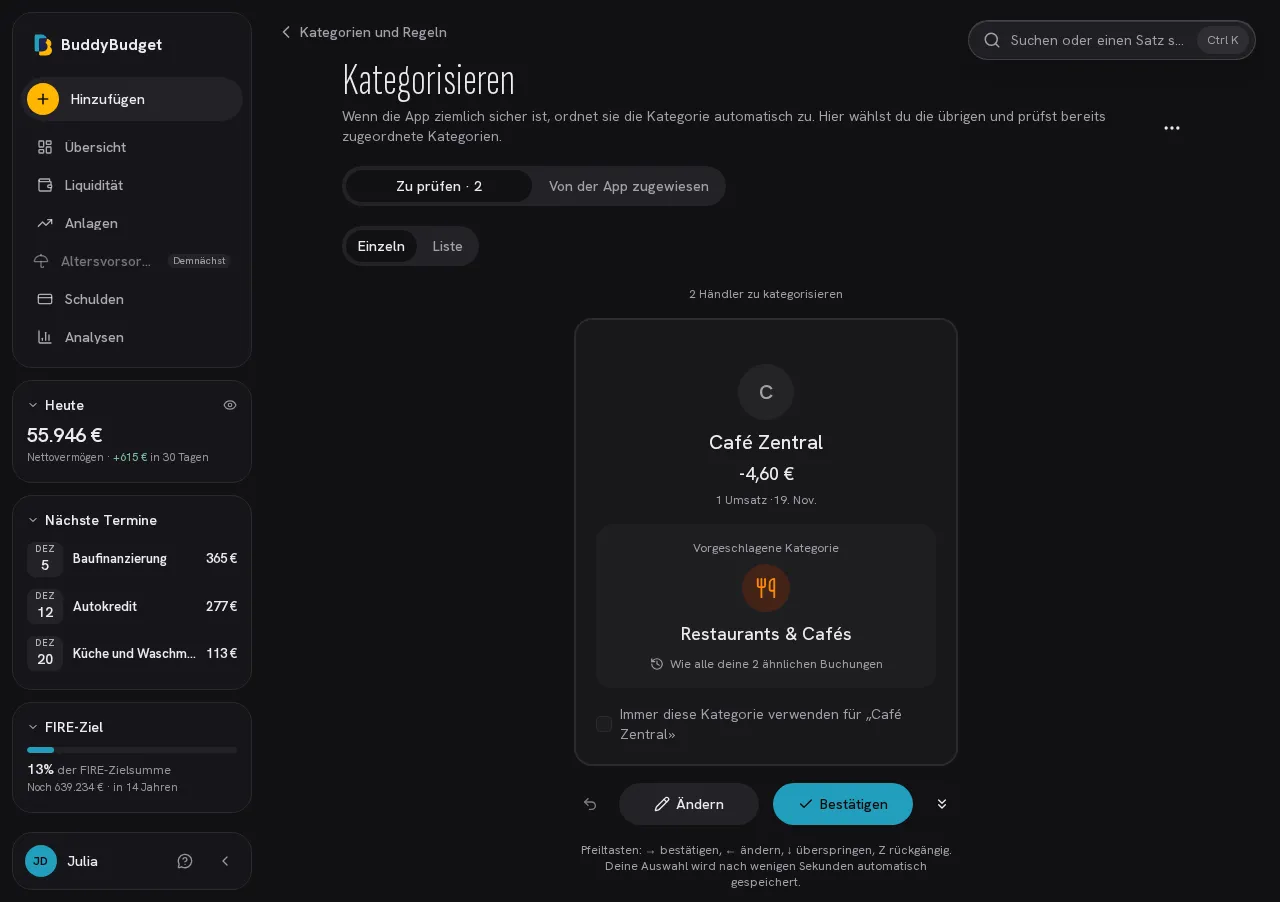 BuddyBudget
Hinzufügen
Übersicht
Liquidität
Anlagen
Altersvorsor... Demnächst
Schulden
Analysen
Heute
55.946 €
Nettovermögen · +615 € in 30 Tagen
Nächste Termine
DEZ
5
Baufinanzierung 365 €
DEZ
12
Autokredit 277 €
DEZ
20
Küche und Waschm... 113 €
FIRE-Ziel
13% der FIRE-Zielsumme
Noch 639.234 € · in 14 Jahren
JD Julia
Kategorien und Regeln
Suchen oder einen Satz s... Ctrl K
Kategorisieren
Wenn die App ziemlich sicher ist, ordnet sie die Kategorie automatisch zu. Hier wählst du die übrigen und prüfst bereits
zugeordnete Kategorien.
Zu prüfen · 2 Von der App zugewiesen
Einzeln Liste
2 Händler zu kategorisieren
C
Café Zentral
-4,60 €
1 Umsatz · 19. Nov.
Vorgeschlagene Kategorie
Restaurants & Cafés
Wie alle deine 2 ähnlichen Buchungen
Immer diese Kategorie verwenden für „Café
Zentral»
Ändern Bestätigen
Pfeiltasten: → bestätigen, ← ändern, ↓ überspringen, Z rückgängig.
Deine Auswahl wird nach wenigen Sekunden automatisch
gespeichert.